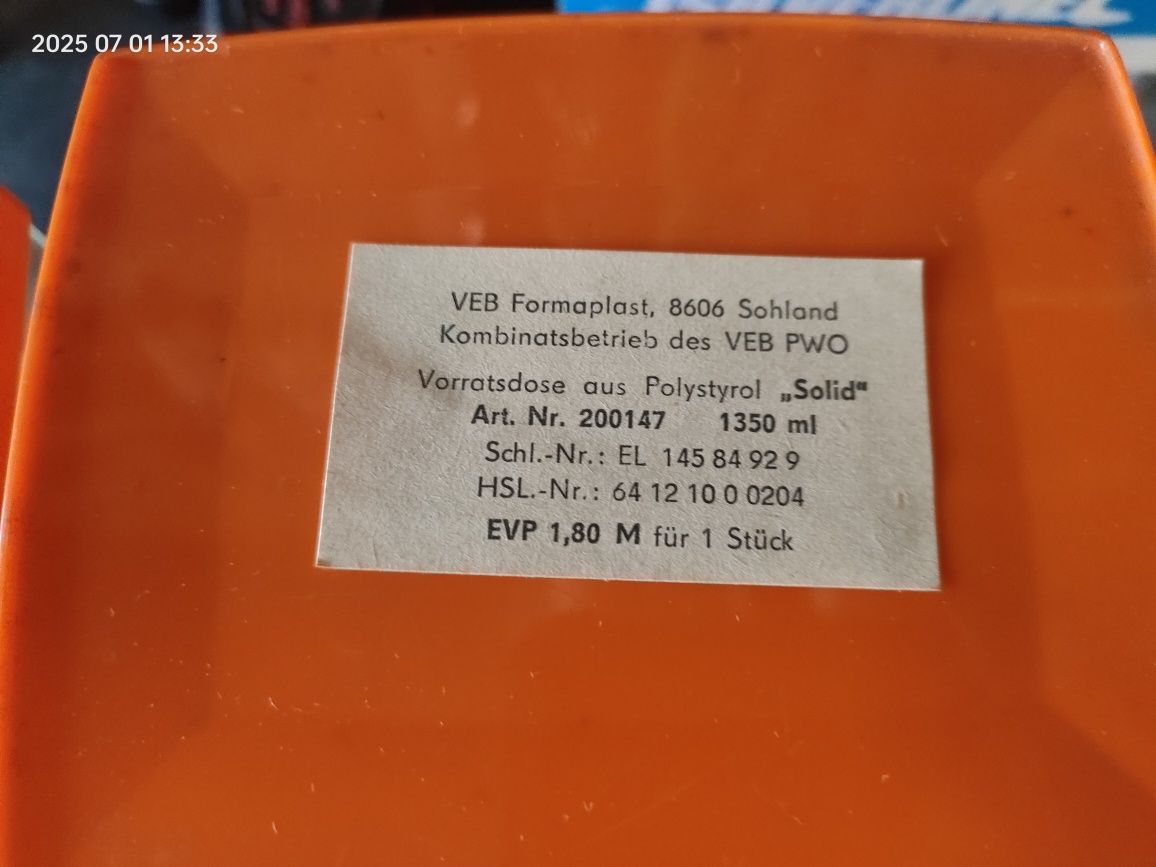 2025 07 01 13:33
VEB Formaplast, 8606 Sohland
Kombinatsbetrieb des VEB PWO
Vorratsdose aus Polystyrol „Solid“
Art. Nr. 200147 1350 ml
Schl.-Nr.: EL 145 84 92 9
HSL.-Nr.: 64 12 10 0 0204
EVP 1,80 M für 1 Stück